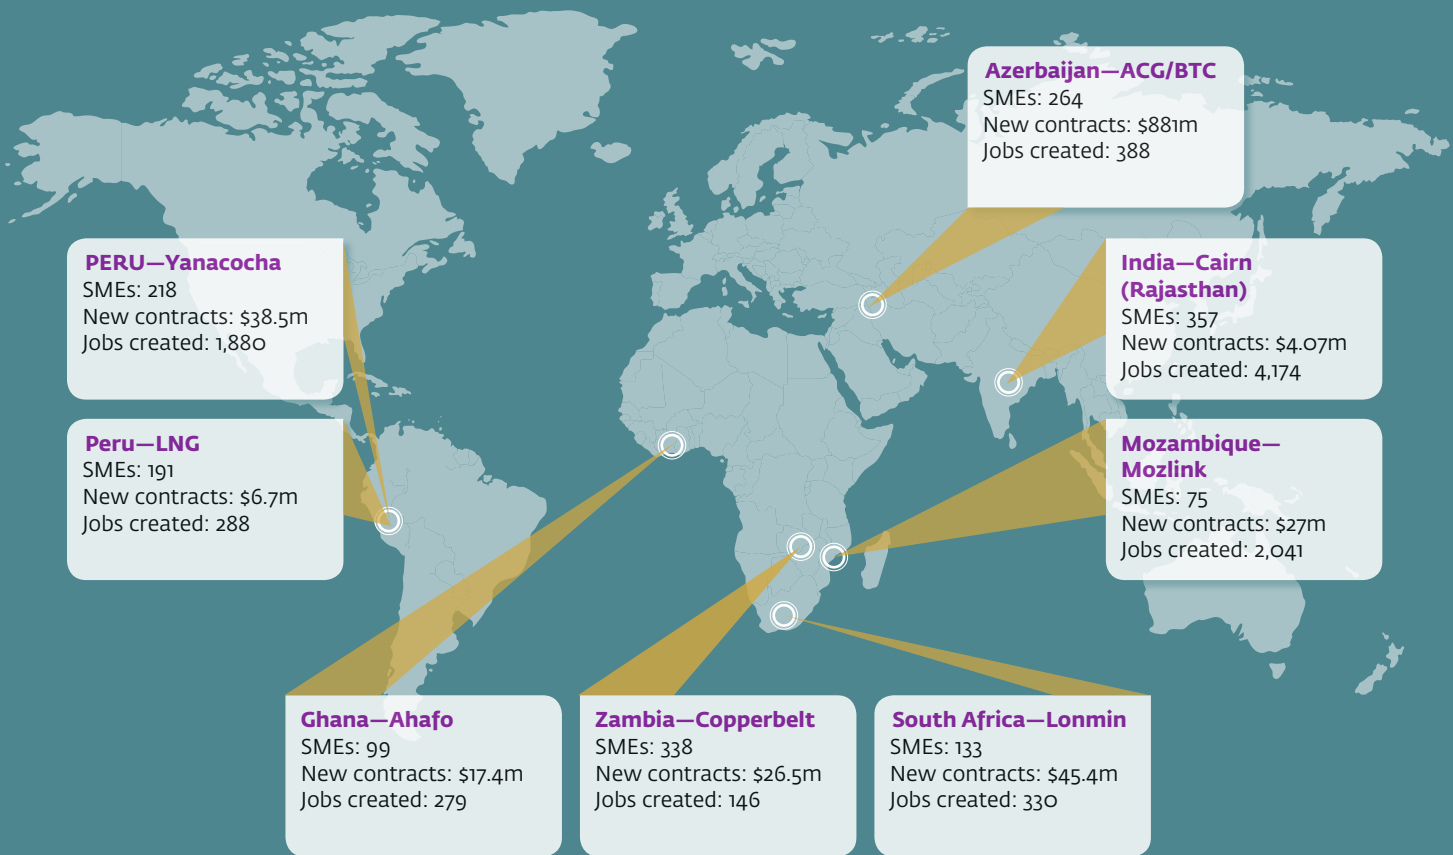 Azerbaijan—ACG/BTC
SMEs: 264
New contracts: $881m
Jobs created: 388
PERU—Yanacocha
SMEs: 218
New contracts: $38.5m
Jobs created: 1,880
India—Cairn
(Rajasthan)
SMEs: 357
New contracts: $4.07m
Jobs created: 4,174
Peru—LNG
SMEs: 191
New contracts: $6.7m
Jobs created: 288
Mozambique—
Mozlink
SMEs: 75
New contracts: $27m
Jobs created: 2,041
Ghana—Ahafo
SMEs: 99
New contracts: $17.4m
Jobs created: 279
Zambia—Copperbelt
SMEs: 338
New contracts: $26.5m
Jobs created: 146
South Africa—Lonmin
SMEs: 133
New contracts: $45.4m
Jobs created: 330